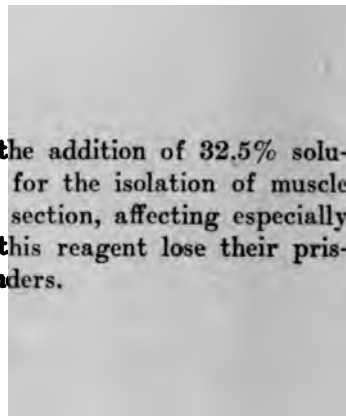 the addition of 32.5% solu-
for the isolation of muscle
section, affecting especially
this reagent lose their pris-
ders.